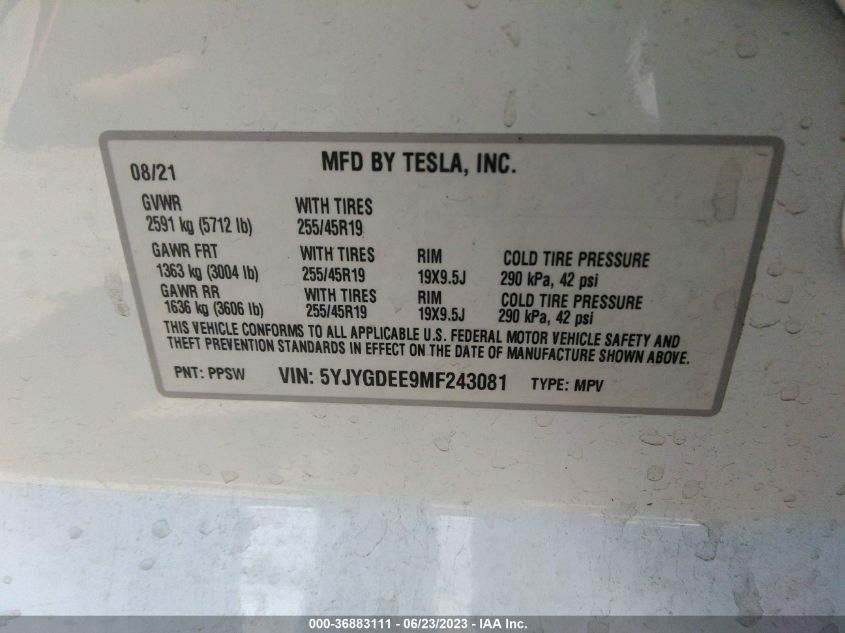 08/21 MFD BY TESLA, INC.
GVWR WITH TIRES
2591 kg (5712 lb) 255/45R19
GAWR FRT WITH TIRES RIM COLD TIRE PRESSURE
1363 kg (3004 lb) 255/45R19 19X9.5J 290 kPa, 42 psi
GAWR RR WITH TIRES RIM COLD TIRE PRESSURE
1636 kg (3606 lb) 255/45R19 19X9.5J 290 kPa, 42 psi
THIS VEHICLE CONFORMS TO ALL APPLICABLE U.S. FEDERAL MOTOR VEHICLE SAFETY AND
THEFT PREVENTION STANDARDS IN EFFECT ON THE DATE OF MANUFACTURE SHOWN ABOVE.
PNT: PPSW VIN: 5YJYGDEE9MF243081 TYPE: MPV
000-36883111 - 06/23/2023 - IAA Inc.